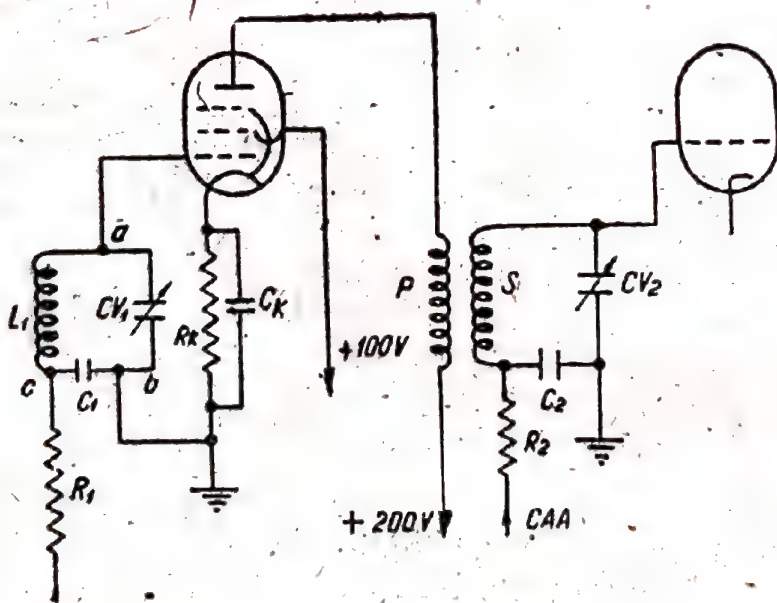 a
L₁
CV₁
RK
CK
c
C₁
b
R₁
+100V
P
S
CV₂
C₂
R₂
+ 200V
CAA